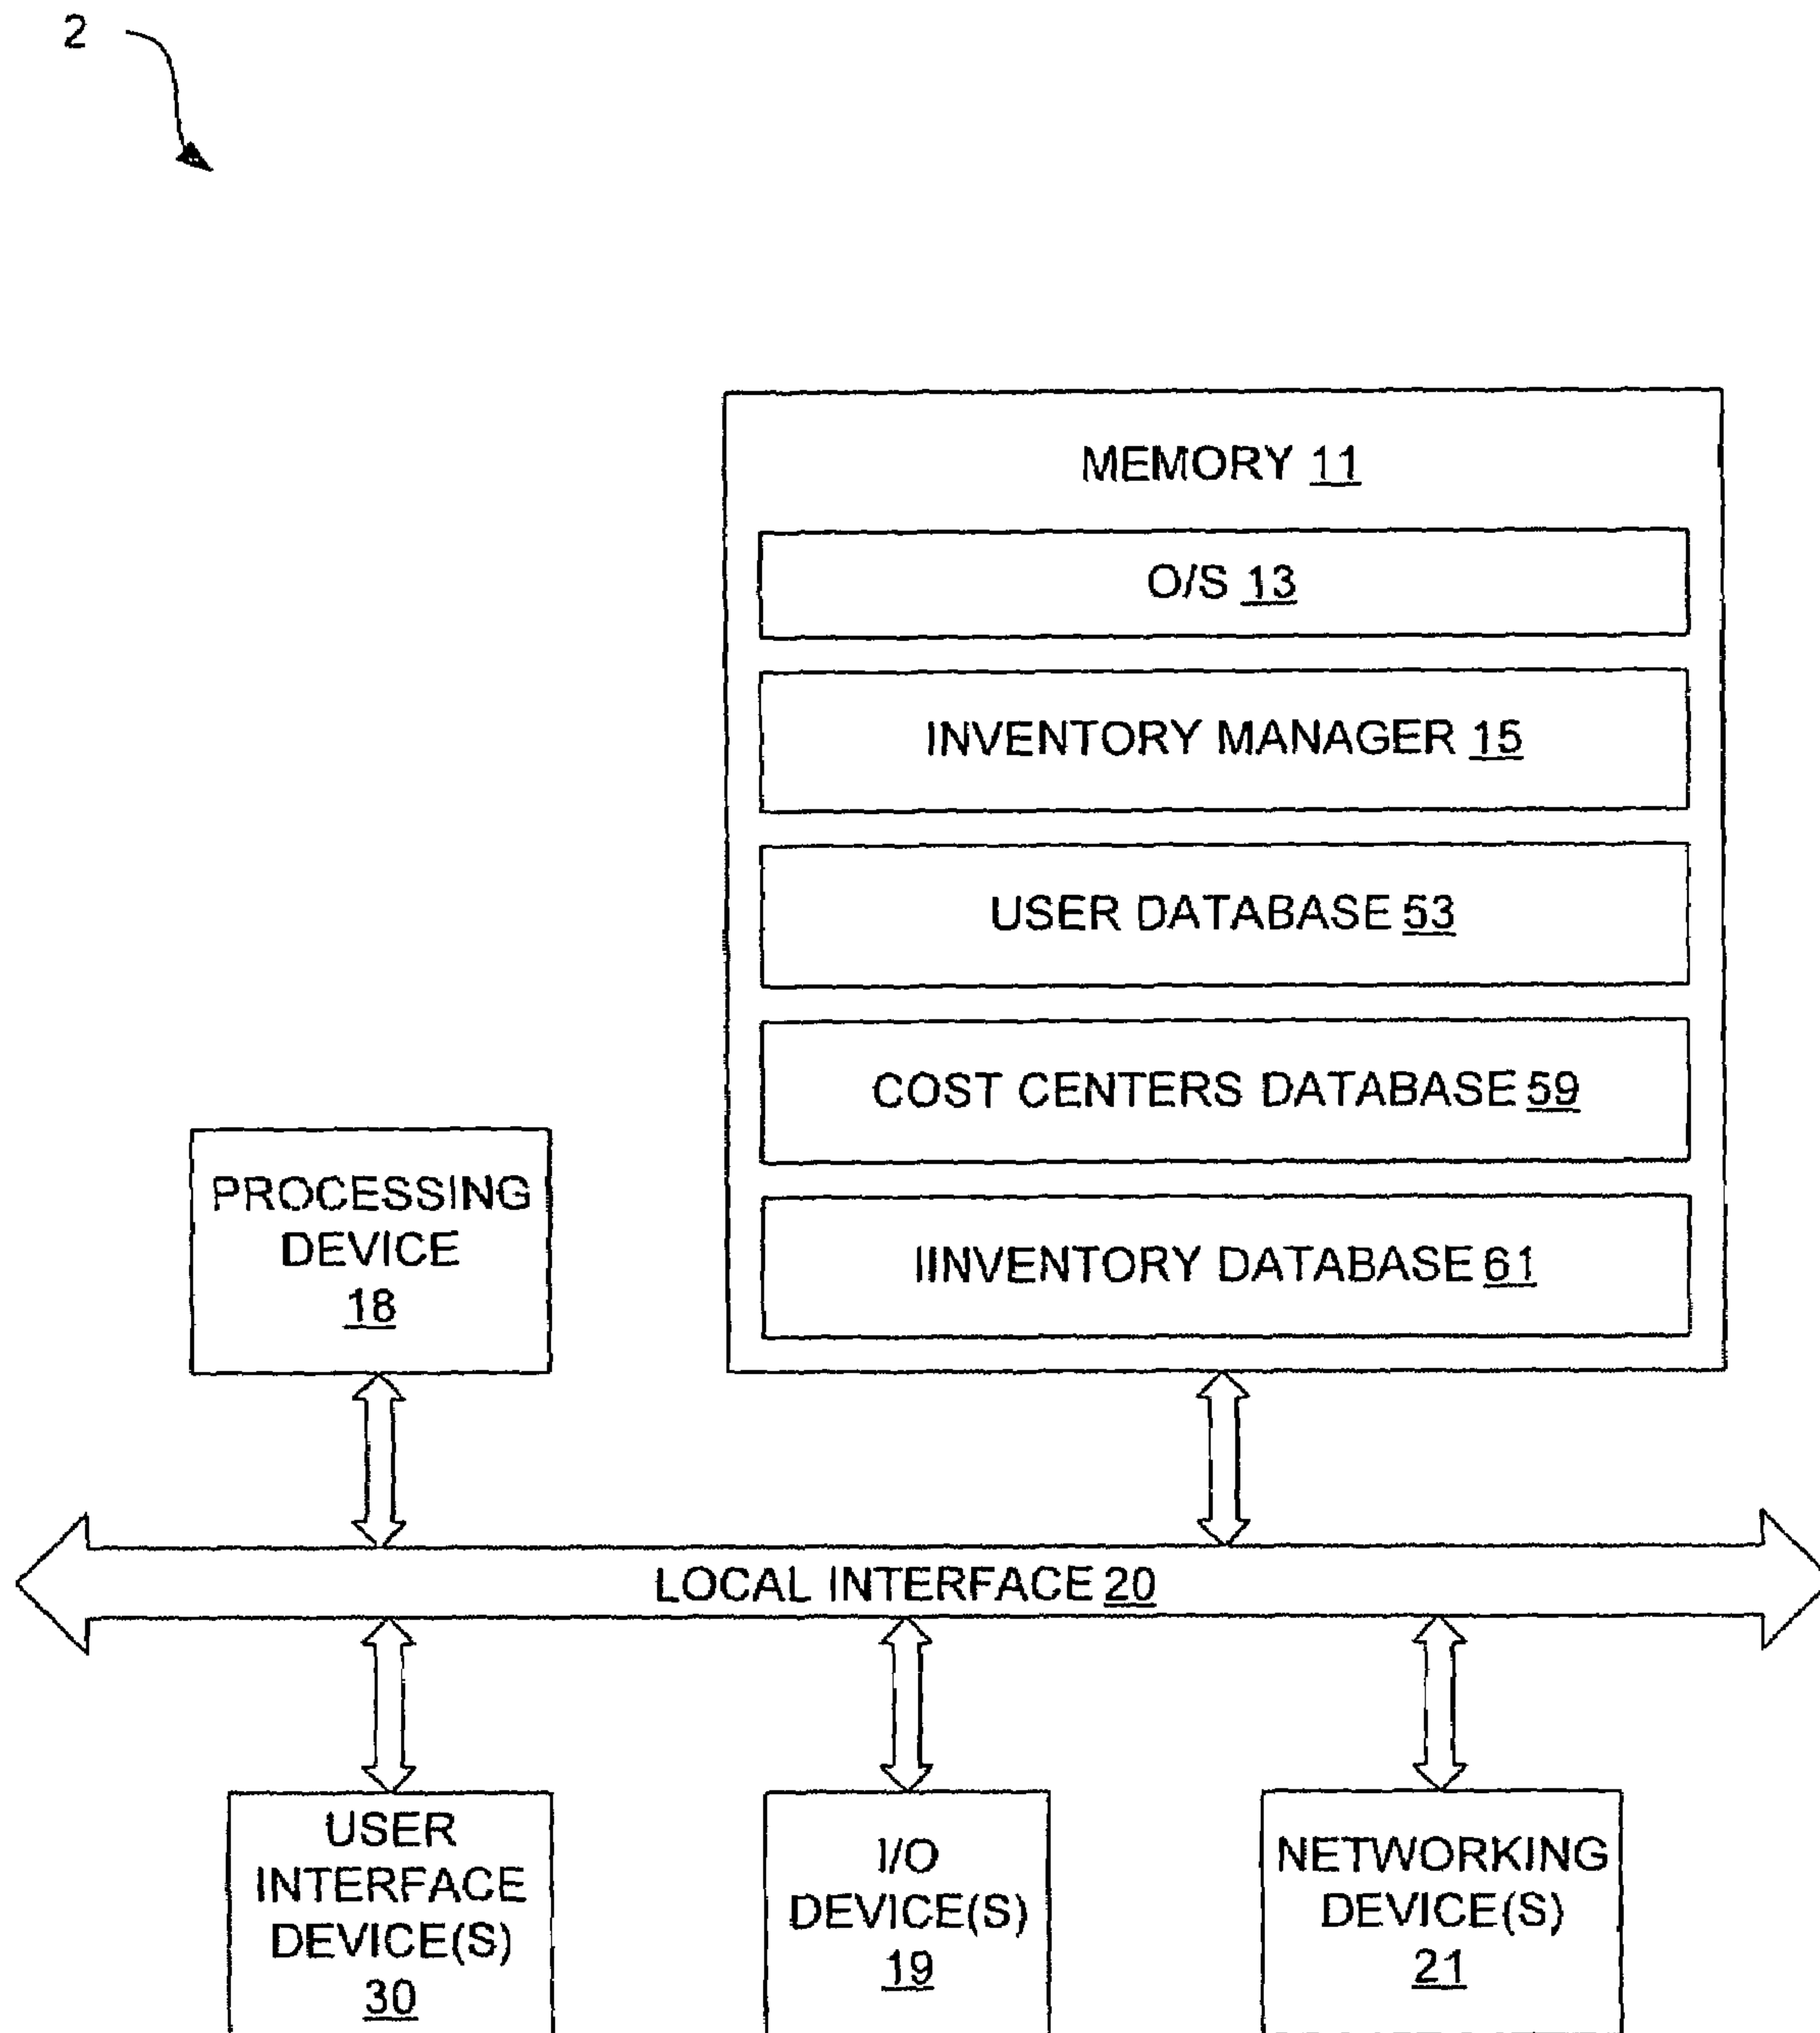 2
MEMORY 11
O/S 13
INVENTORY MANAGER 15
USER DATABASE 53
COST CENTERS DATABASE 59
IINVENTORY DATABASE 61
PROCESSING
DEVICE
18
LOCAL INTERFACE 20
USER
INTERFACE
DEVICE(S)
30
I/O
DEVICE(S)
19
NETWORKING
DEVICE(S)
21